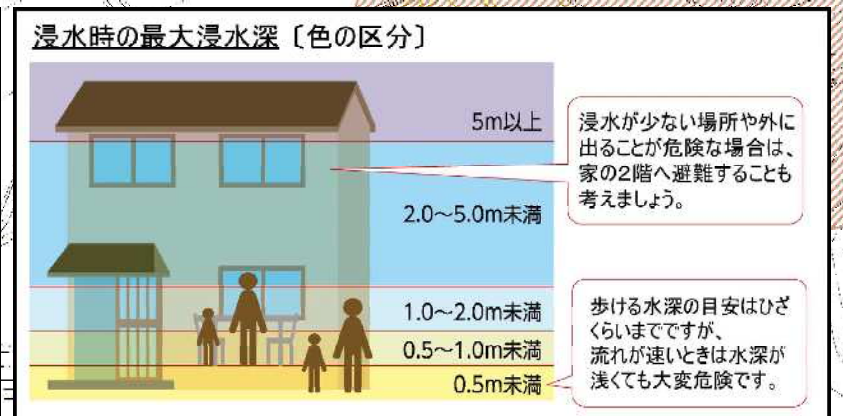 浸水時の最大浸水深〔色の区分〕
5m以上
浸水が少ない場所や外に
出ることが危険な場合は、
家の2階へ避難することも
考えましょう。
2.0～5.0m未満
1.0～2.0m未満
0.5～1.0m未満
0.5m未満
歩ける水深の目安はひざ
くらいまでですが、
流れが速いときは水深が
浅くても大変危険です。